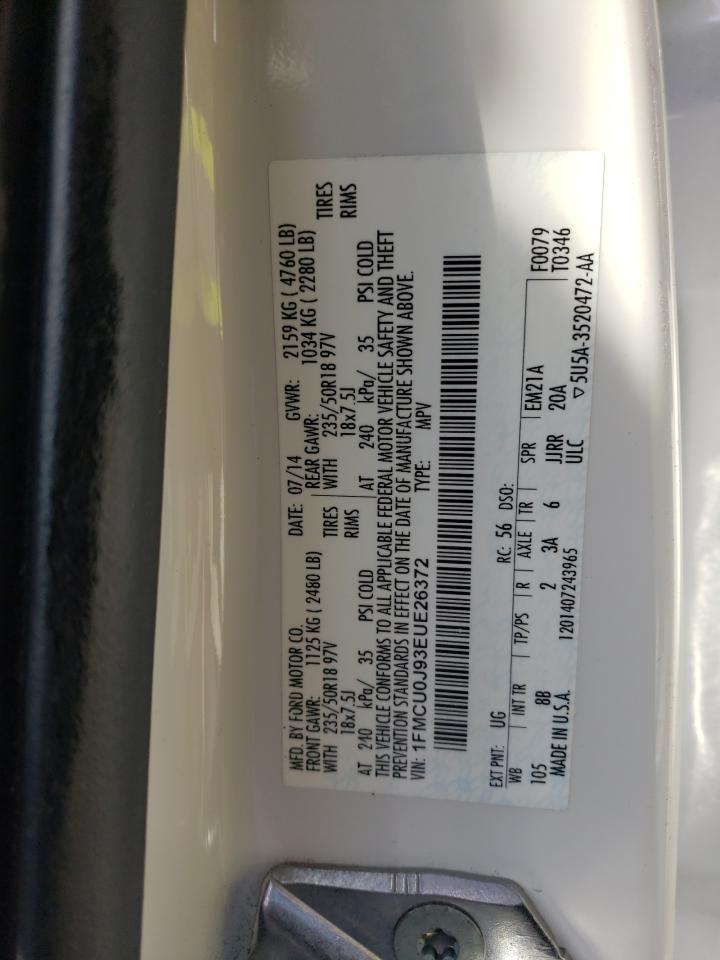 MFD. BY FORD MOTOR CO. DATE: 07/14 GVWR: 2159 KG ( 4760 LB)
FRONT GAWR: 1125 KG ( 2480 LB) REAR GAWR: 1034 KG ( 2280 LB)
WITH 235/50R18 97V TIRES WITH 235/50R18 97V TIRES
18x7.5J RIMS 18x7.5J RIMS
AT 240 kPa/ 35 PSI COLD AT 240 kPa/ 35 PSI COLD
THIS VEHICLE CONFORMS TO ALL APPLICABLE FEDERAL MOTOR VEHICLE SAFETY AND THEFT
PREVENTION STANDARDS IN EFFECT ON THE DATE OF MANUFACTURE SHOWN ABOVE.
VIN: 1FMCU0J93EUE26372 TYPE: MPV
EXT PNT: UG RC: 56 DSO:
WB INT TR TP/PS R AXLE TR SPR EM21A F0079
105 8B 2 3A 6 JJRR 20A T0346
MADE IN U.S.A. 1201407243965 ULC ▽5U5A-3520472-AA